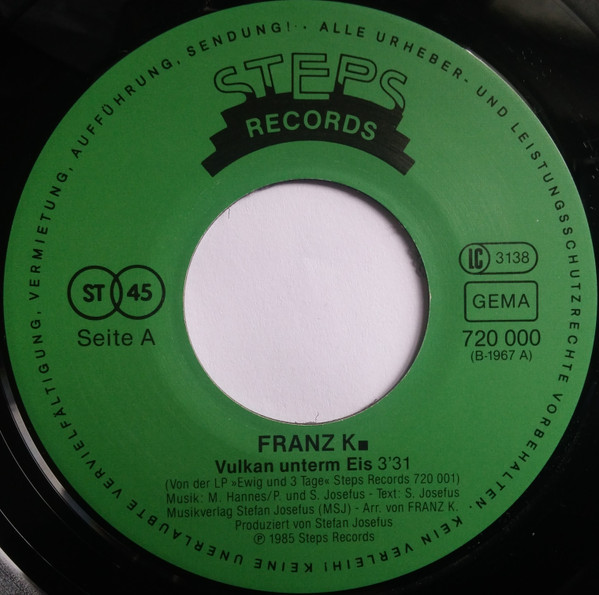 ALLE URHEBER- UND LEISTUNGSSCHUTZRECHTE VORBEHALTEN. KEIN VERLEIH! KEINE UNERLAUBTE VERVIELFÄLTIGUNG, VERMIETUNG, AUFFÜHRUNG, SENDUNG! ·
STEPS
RECORDS
ST 45
Seite A
LC 3138
GEMA
720 000
(B-1967 A)
FRANZ K■
Vulkan unterm Eis 3'31
(Von der LP »Ewig und 3 Tage« Steps Records 720 001)
Musik: M. Hannes/P. und S. Josefus - Text: S. Josefus
Musikverlag Stefan Josefus (MSJ) - Arr. von FRANZ K.
Produziert von Stefan Josefus
℗ 1985 Steps Records